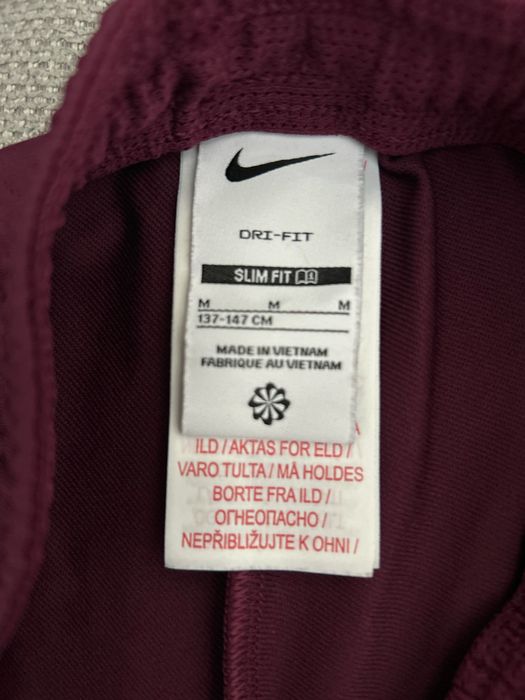 DRI-FIT
SLIM FIT
M M M
137-147 CM
MADE IN VIETNAM
FABRIQUE AU VIETNAM
ILD / AKTAS FOR ELD /
VARO TULTA / MÅ HOLDES
BORTE FRA ILD /
ОГНЕОПАСНО /
NEPŘIBLIŽUJTE K OHNI /